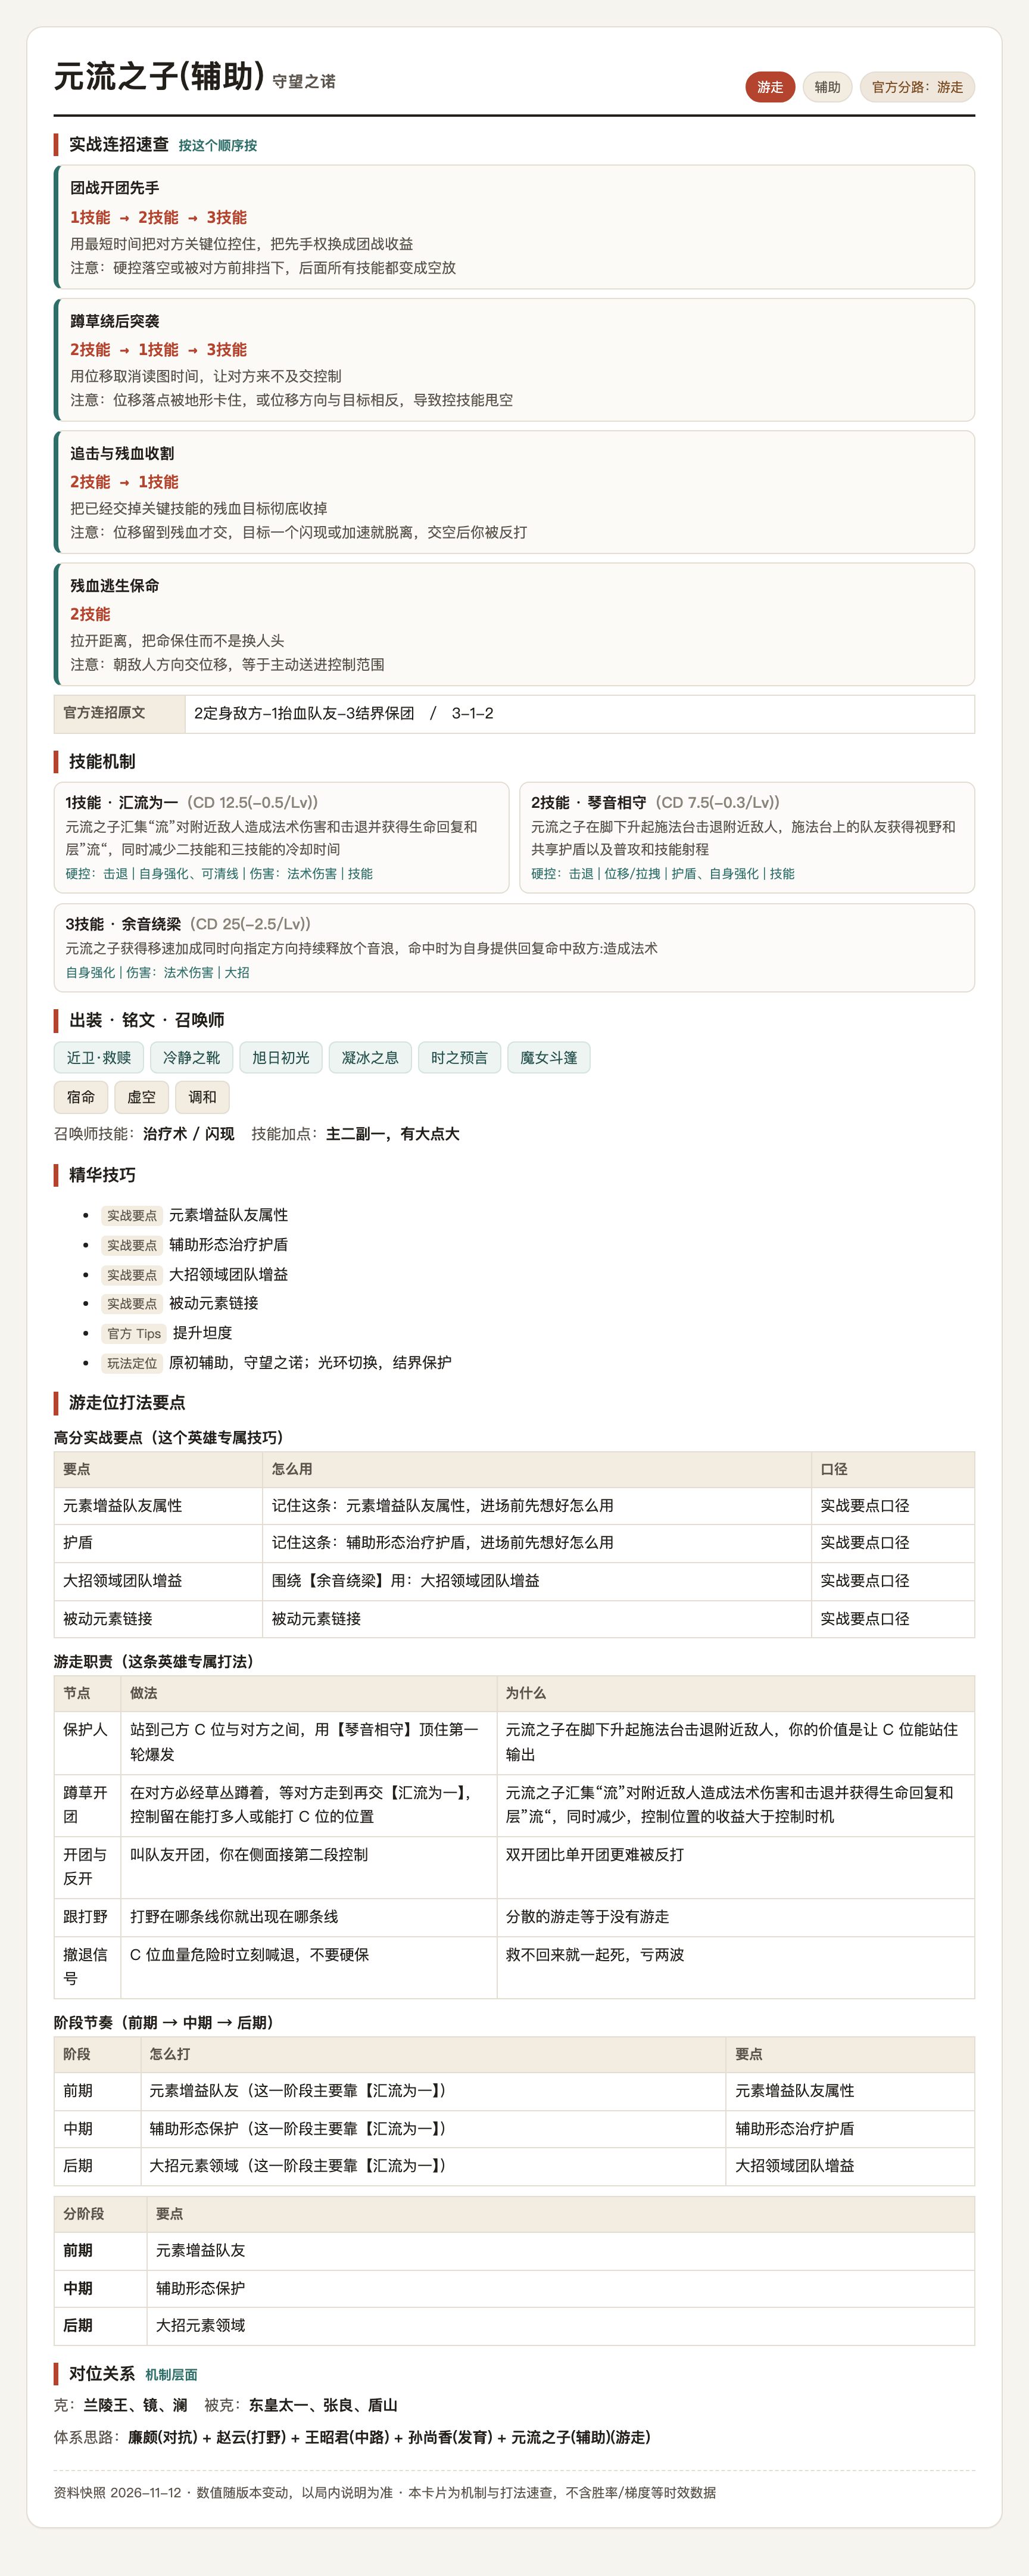 元流之子(辅助) 守望之诺
游走 辅助 官方分路：游走
实战连招速查 按这个顺序按
团战开团先手
1技能 → 2技能 → 3技能
用最短时间把对方关键位控住，把先手权换成团战收益
注意：硬控落空或被对方前排挡下，后面所有技能都变成空放
蹲草绕后突袭
2技能 → 1技能 → 3技能
用位移取消读图时间，让对方来不及交控制
注意：位移落点被地形卡住，或位移方向与目标相反，导致控技能甩空
追击与残血收割
2技能 → 1技能
把已经交掉关键技能的残血目标彻底收掉
注意：位移留到残血才交，目标一个闪现或加速就脱离，交空后你被反打
残血逃生保命
2技能
拉开距离，把命保住而不是换人头
注意：朝敌人方向交位移，等于主动送进控制范围
官方连招原文 2定身敌方–1抬血队友–3结界保团 / 3–1–2
技能机制
1技能 · 汇流为一（CD 12.5(–0.5/Lv)）
元流之子汇集“流”对附近敌人造成法术伤害和击退并获得生命回复和
层”流“，同时减少二技能和三技能的冷却时间
硬控：击退 | 自身强化、可清线 | 伤害：法术伤害 | 技能
2技能 · 琴音相守（CD 7.5(–0.3/Lv)）
元流之子在脚下升起施法台击退附近敌人，施法台上的队友获得视野和
共享护盾以及普攻和技能射程
硬控：击退 | 位移/拉拽 | 护盾、自身强化 | 技能
3技能 · 余音绕梁（CD 25(–2.5/Lv)）
元流之子获得移速加成同时向指定方向持续释放个音浪，命中时为自身提供回复命中敌方:造成法术
自身强化 | 伤害：法术伤害 | 大招
出装 · 铭文 · 召唤师
近卫·救赎 冷静之靴 旭日初光 凝冰之息 时之预言 魔女斗篷
宿命 虚空 调和
召唤师技能：治疗术 / 闪现 技能加点：主二副一，有大点大
精华技巧
• 实战要点 元素增益队友属性
• 实战要点 辅助形态治疗护盾
• 实战要点 大招领域团队增益
• 实战要点 被动元素链接
• 官方 Tips 提升坦度
• 玩法定位 原初辅助，守望之诺；光环切换，结界保护
游走位打法要点
高分实战要点（这个英雄专属技巧）
要点 怎么用 口径
元素增益队友属性 记住这条：元素增益队友属性，进场前先想好怎么用 实战要点口径
护盾 记住这条：辅助形态治疗护盾，进场前先想好怎么用 实战要点口径
大招领域团队增益 围绕【余音绕梁】用：大招领域团队增益 实战要点口径
被动元素链接 被动元素链接 实战要点口径
游走职责（这条英雄专属打法）
节点 做法 为什么
保护人 站到己方 C 位与对方之间，用【琴音相守】顶住第一
轮爆发
元流之子在脚下升起施法台击退附近敌人，你的价值是让 C 位能站住
输出
蹲草开
团
在对方必经草丛蹲着，等对方走到再交【汇流为一】，
控制留在能打多人或能打 C 位的位置
元流之子汇集“流”对附近敌人造成法术伤害和击退并获得生命回复和
层”流“，同时减少，控制位置的收益大于控制时机
开团与
反开
叫队友开团，你在侧面接第二段控制 双开团比单开团更难被反打
跟打野 打野在哪条线你就出现在哪条线 分散的游走等于没有游走
撤退信
号
C 位血量危险时立刻喊退，不要硬保 救不回来就一起死，亏两波
阶段节奏（前期 → 中期 → 后期）
阶段 怎么打 要点
前期 元素增益队友（这一阶段主要靠【汇流为一】） 元素增益队友属性
中期 辅助形态保护（这一阶段主要靠【汇流为一】） 辅助形态治疗护盾
后期 大招元素领域（这一阶段主要靠【汇流为一】） 大招领域团队增益
分阶段 要点
前期 元素增益队友
中期 辅助形态保护
后期 大招元素领域
对位关系 机制层面
克：兰陵王、镜、澜 被克：东皇太一、张良、盾山
体系思路：廉颇(对抗) + 赵云(打野) + 王昭君(中路) + 孙尚香(发育) + 元流之子(辅助)(游走)
资料快照 2026–11–12 · 数值随版本变动，以局内说明为准 · 本卡片为机制与打法速查，不含胜率/梯度等时效数据